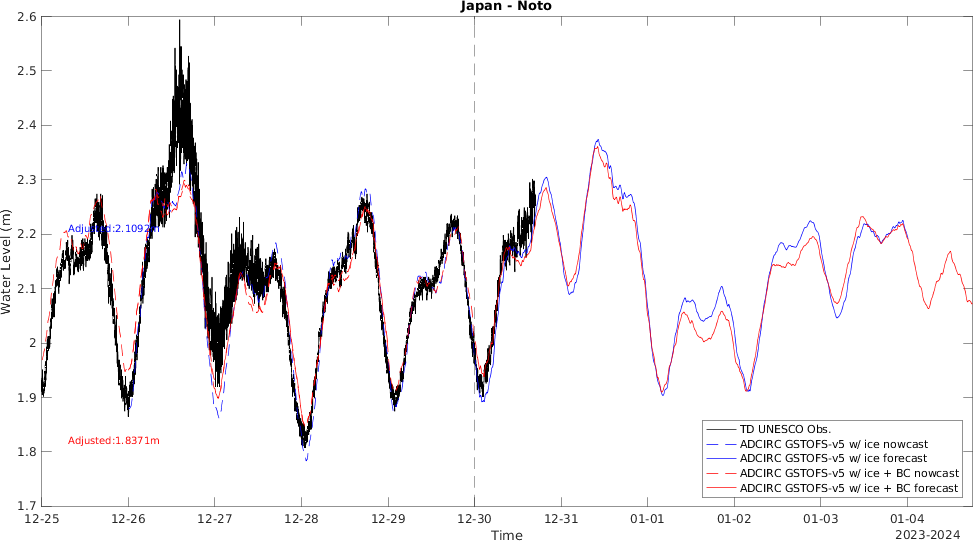 Japan - Noto
2.6
2.5
2.4
2.3
2.2
2.1
2
1.9
1.8
1.7
Water Level (m)
Adjusted:2.1092m
Adjusted:1.8371m
TD UNESCO Obs.
ADCIRC GSTOFS-v5 w/ ice nowcast
ADCIRC GSTOFS-v5 w/ ice forecast
ADCIRC GSTOFS-v5 w/ ice + BC nowcast
ADCIRC GSTOFS-v5 w/ ice + BC forecast
12-25 12-26 12-27 12-28 12-29 12-30 12-31 01-01 01-02 01-03 01-04
Time
2023-2024